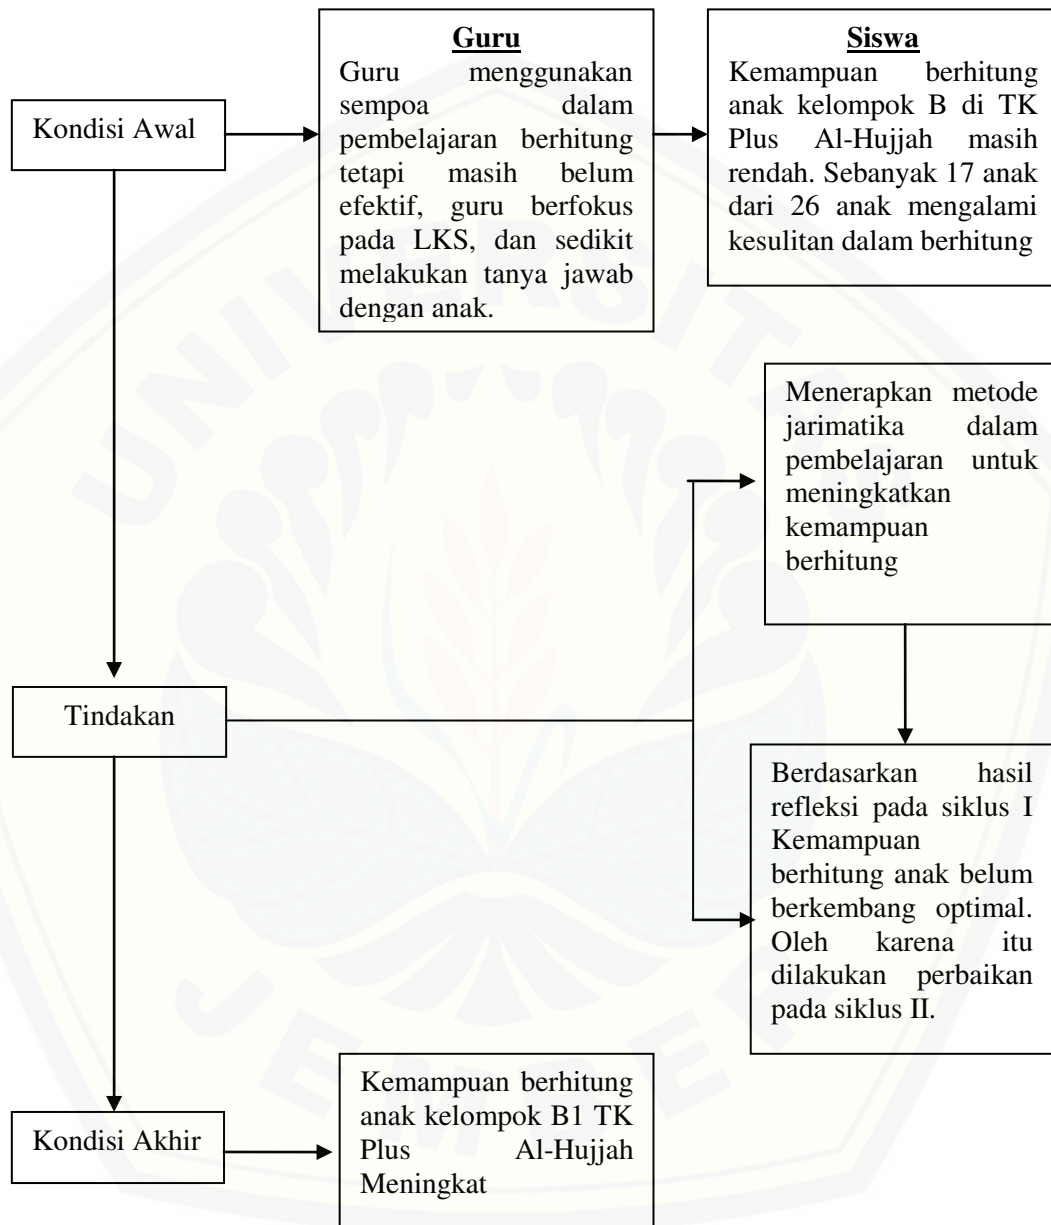 Guru
Guru menggunakan
sempoa dalam
pembelajaran berhitung
tetapi masih belum
efektif, guru berfokus
pada LKS, dan sedikit
melakukan tanya jawab
dengan anak.
Siswa
Kemampuan berhitung
anak kelompok B di TK
Plus Al-Hujjah masih
rendah. Sebanyak 17 anak
dari 26 anak mengalami
kesulitan dalam berhitung
Kondisi Awal
Menerapkan metode
jarimatika dalam
pembelajaran untuk
meningkatkan
kemampuan
berhitung
Tindakan
Berdasarkan hasil
refleksi pada siklus I
Kemampuan
berhitung anak belum
berkembang optimal.
Oleh karena itu
dilakukan perbaikan
pada siklus II.
Kondisi Akhir
Kemampuan berhitung
anak kelompok B1 TK
Plus Al-Hujjah
Meningkat
UNIVERSITAS
JEMBER